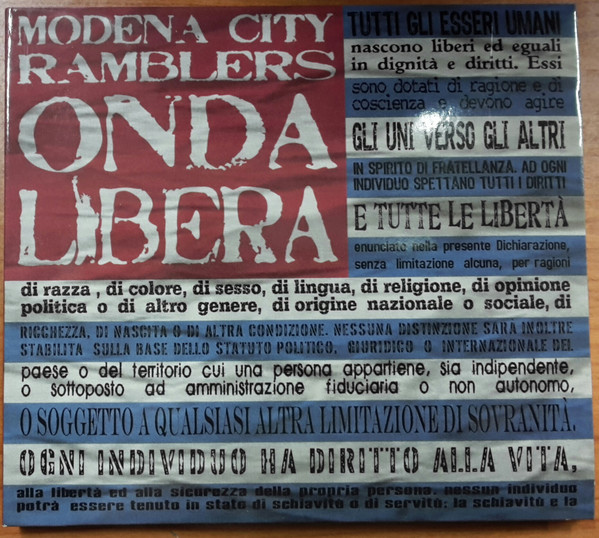 MODENA CITY
RAMBLERS
ONDA
LIBERA
TUTTI GLI ESSERI UMANI
nascono liberi ed eguali
in dignità e diritti. Essi
sono dotati di ragione e di
coscienza e devono agire
GLI UNI VERSO GLI ALTRI
IN SPIRITO DI FRATELLANZA. AD OGNI
INDIVIDUO SPETTANO TUTTI I DIRITTI
E TUTTE LE LIBERTÀ
enunciate nella presente Dichiarazione,
senza limitazione alcuna, per ragioni
di razza , di colore, di sesso, di lingua, di religione, di opinione
politica o di altro genere, di origine nazionale o sociale, di
RICCHEZZA, DI NASCITA O DI ALTRA CONDIZIONE. NESSUNA DISTINZIONE SARA INOLTRE
STABILITA SULLA BASE DELLO STATUTO POLITICO, GIURIDICO O INTERNAZIONALE DEL
paese o del territorio cui una persona appartiene, sia indipendente,
o sottoposto ad amministrazione fiduciaria o non autonomo,
O SOGGETTO A QUALSIASI ALTRA LIMITAZIONE DI SOVRANITÀ.
OGNI INDIVIDUO HA DIRITTO ALLA VITA,
alla libertà ed alla sicurezza della propria persona. nessun individuo
potrà essere tenuto in stato di schiavitù o di servitù; la schiavitù e la